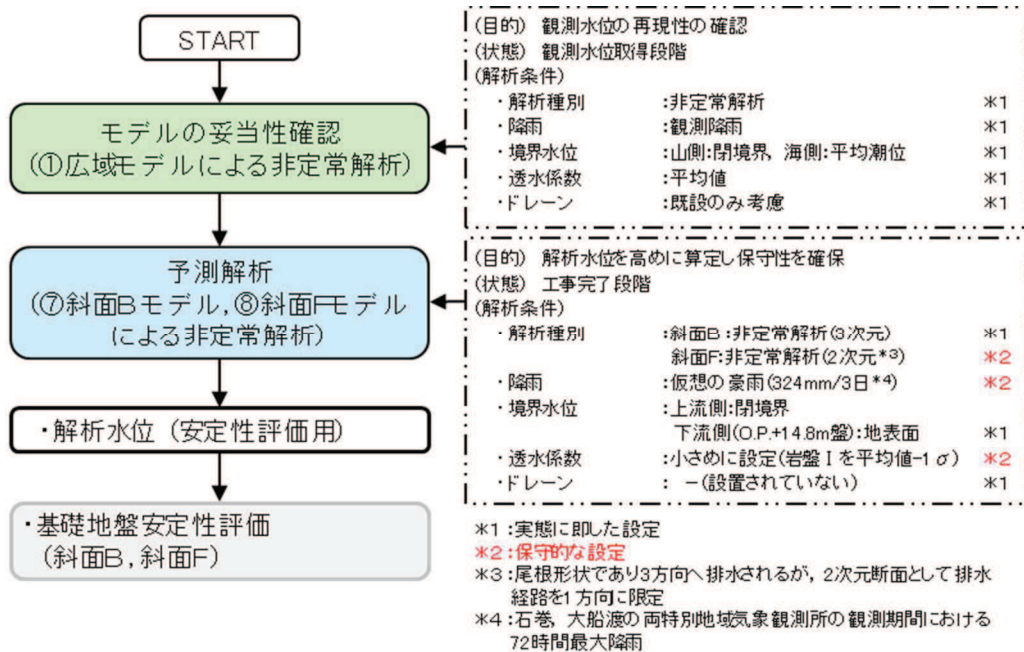 START
モデルの妥当性確認
(①広域モデルによる非定常解析)
予測解析
(⑦斜面Bモデル,⑧斜面Fモデル
による非定常解析)
・解析水位（安定性評価用）
・基礎地盤安定性評価
(斜面B,斜面F)
(目的) 観測水位の再現性の確認
(状態) 観測水位取得段階
(解析条件)
・解析種別 :非定常解析 *1
・降雨 :観測降雨 *1
・境界水位 :山側:閉境界, 海側:平均潮位 *1
・透水係数 :平均値 *1
・ドレーン :既設のみ考慮 *1
(目的) 解析水位を高めに算定し保守性を確保
(状態) 工事完了段階
(解析条件)
・解析種別 :斜面B:非定常解析(3次元) *1
斜面F:非定常解析(2次元*3) *2
・降雨 :仮想の豪雨(324mm/3日*4) *2
・境界水位 :上流側:閉境界
下流側(O.P.+14.8m盤):地表面 *1
・透水係数 :小さめに設定(岩盤Ⅰを平均値-1σ) *2
・ドレーン : -(設置されていない) *1
*1:実態に即した設定
*2:保守的な設定
*3:尾根形状であり3方向へ排水されるが, 2次元断面として排水
経路を1方向に限定
*4:石巻, 大船渡の両特別地域気象観測所の観測期間における
72時間最大降雨